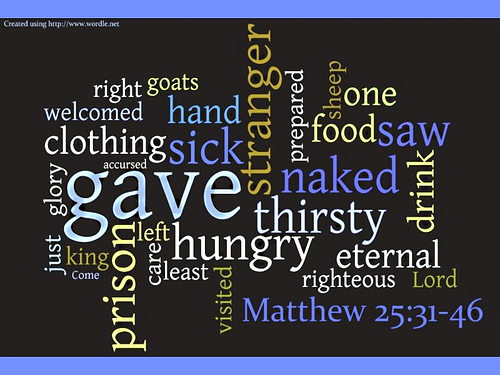 Created using http://www.wordle.net
stranger
right
goats
prepared
sheep
one
welcomed
hand
food
saw
clothing
sick
accursed
naked
glory
gave
drink
thirsty
left
hungry
just
king
Come
prison
care
least
eternal
righteous
Lord
visited
Matthew 25:31-46